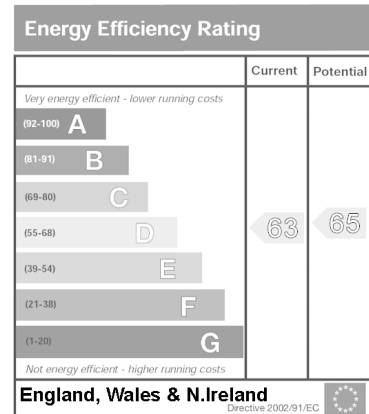 Energy Efficiency Rating
Current Potential
Very energy efficient - lower running costs
(92-100) A
(81-91) B
(69-80) C
(55-68) D
63 65
(39-54) E
(21-38) F
(1-20) G
Not energy efficient - higher running costs
England, Wales & N.Ireland
Directive 2002/91/EC